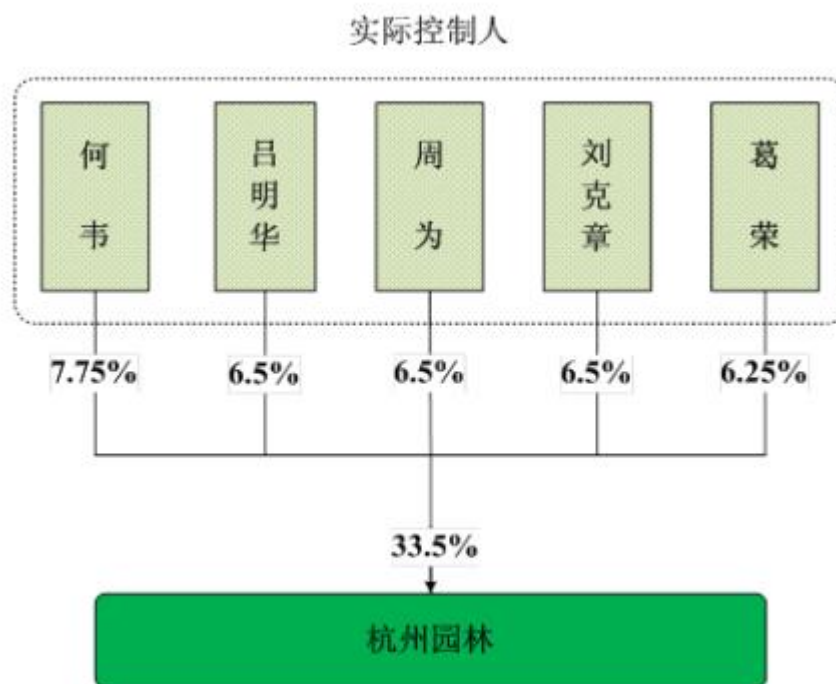 实际控制人
何韦
吕明华
周为
刘克章
葛荣
7.75%
6.5%
6.5%
6.5%
6.25%
33.5%
杭州园林